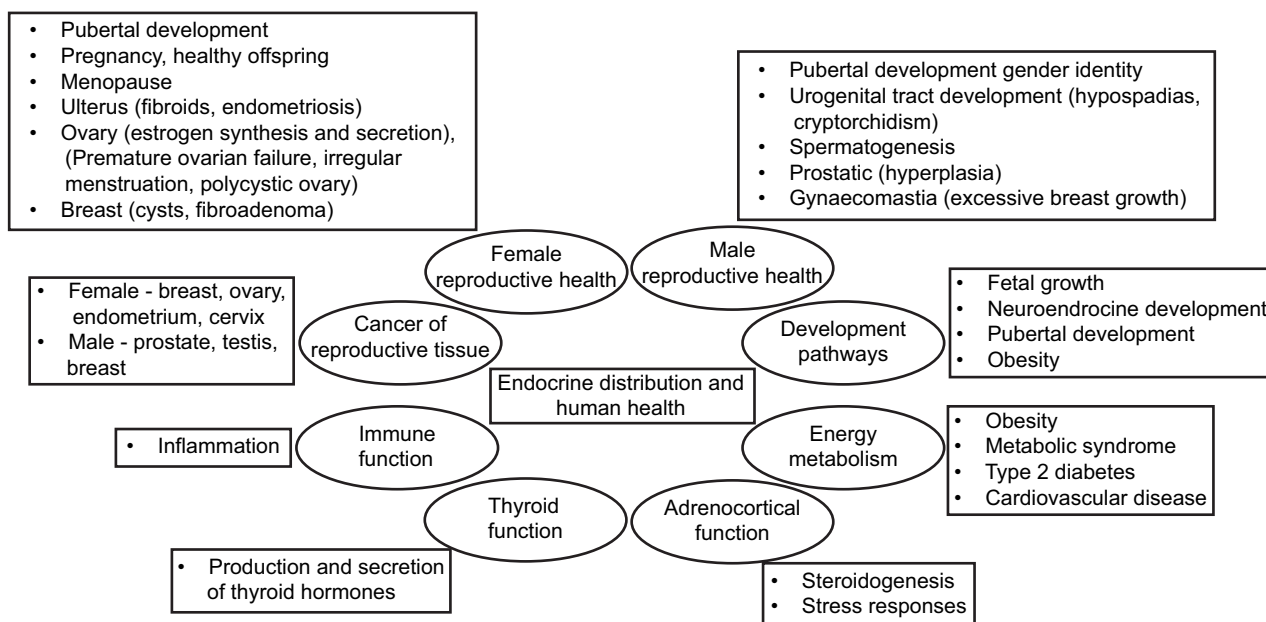 • Pubertal development
• Pregnancy, healthy offspring
• Menopause
• Ulterus (fibroids, endometriosis)
• Ovary (estrogen synthesis and secretion),
(Premature ovarian failure, irregular
menstruation, polycystic ovary)
• Breast (cysts, fibroadenoma)
• Pubertal development gender identity
• Urogenital tract development (hypospadias,
cryptorchidism)
• Spermatogenesis
• Prostatic (hyperplasia)
• Gynaecomastia (excessive breast growth)
Female
reproductive health
Male
reproductive health
• Female - breast, ovary,
endometrium, cervix
• Male - prostate, testis,
breast
Cancer of
reproductive tissue
Development
pathways
• Fetal growth
• Neuroendocrine development
• Pubertal development
• Obesity
Endocrine distribution and
human health
• Inflammation
Immune
function
Energy
metabolism
• Obesity
• Metabolic syndrome
• Type 2 diabetes
• Cardiovascular disease
Thyroid
function
Adrenocortical
function
• Production and secretion
of thyroid hormones
• Steroidogenesis
• Stress responses